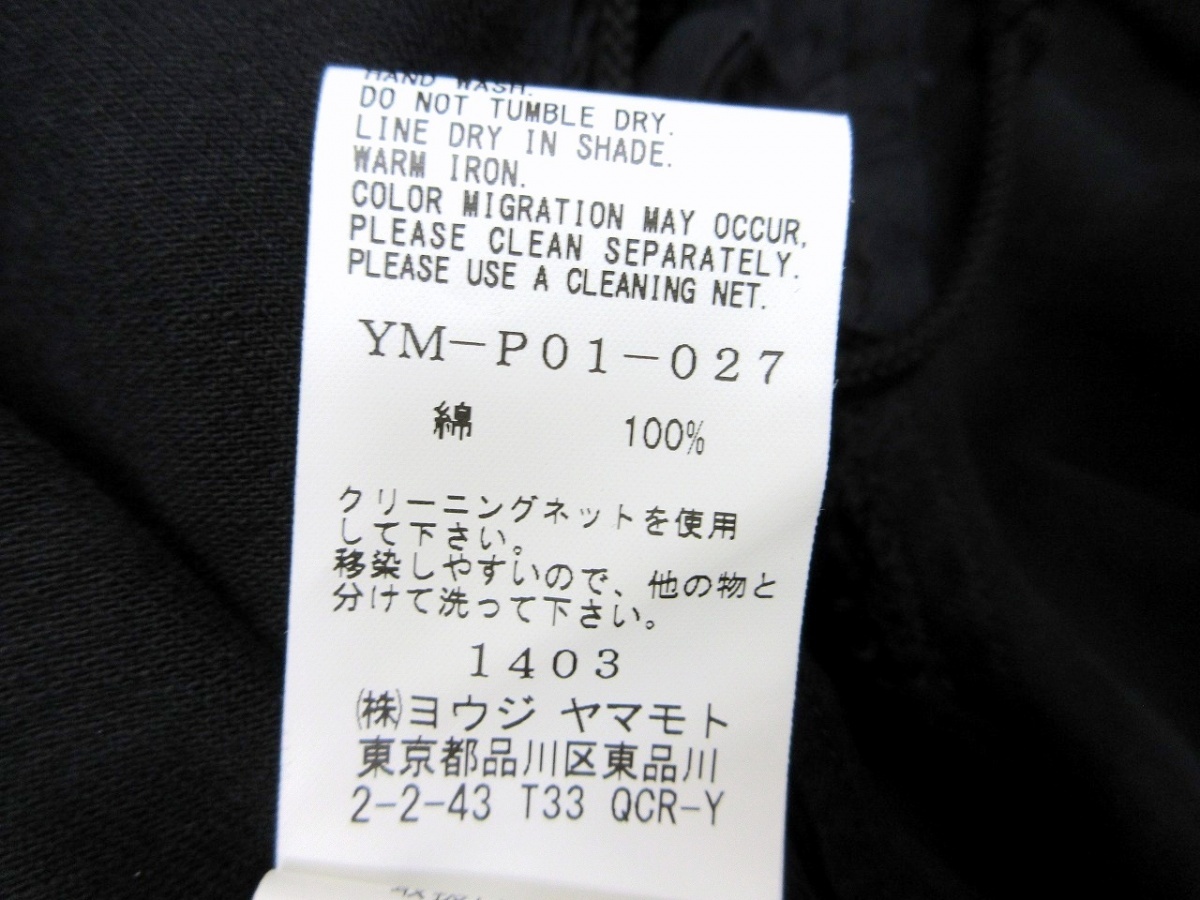 HAND WASH.
DO NOT TUMBLE DRY.
LINE DRY IN SHADE.
WARM IRON.
COLOR MIGRATION MAY OCCUR,
PLEASE CLEAN SEPARATELY.
PLEASE USE A CLEANING NET.
YM-P01-027
綿 100%
クリーニングネットを使用
して下さい。
移染しやすいので、他の物と
分けて洗って下さい。
1403
㈱ヨウジ ヤマモト
東京都品川区東品川
2-2-43 T33 QCR-Y